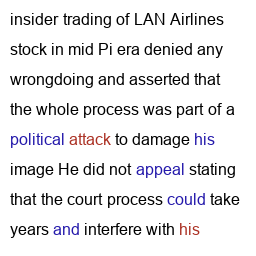 insider trading of LAN Airlines
stock in mid Pi era denied any
wrongdoing and asserted that
the whole process was part of a
political attack to damage his
image He did not appeal stating
that the court process could take
years and interfere with his